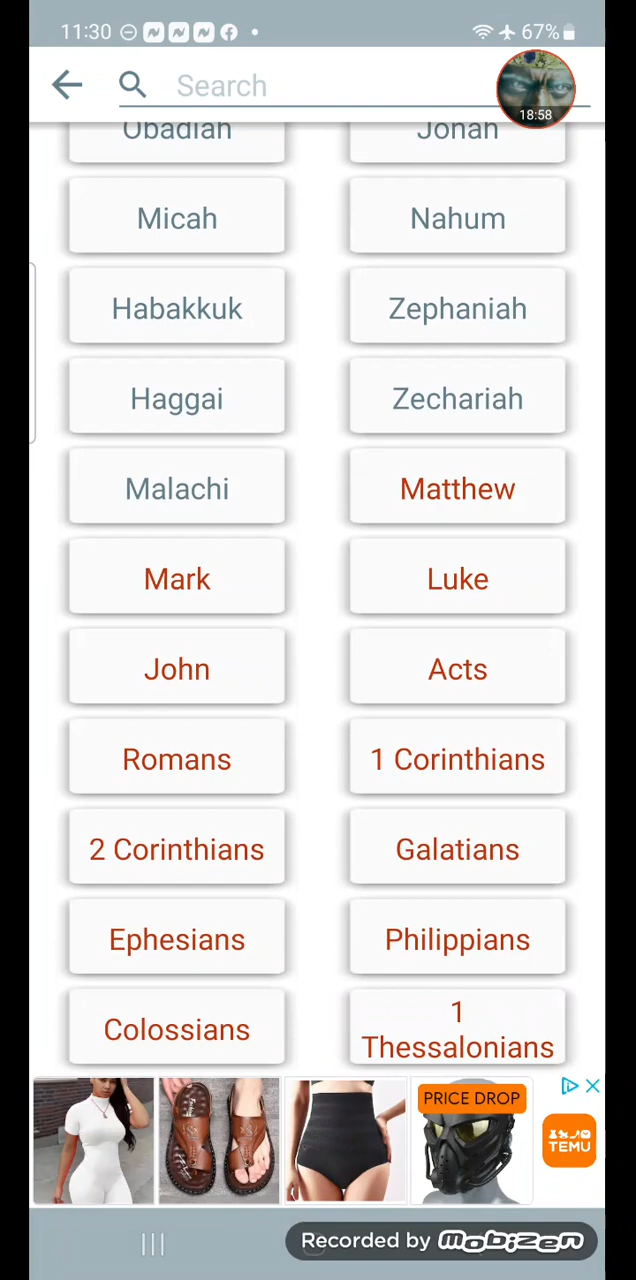 11:30
67%
Search
18:58
Obadiah
Jonah
Micah
Nahum
Habakkuk
Zephaniah
Haggai
Zechariah
Malachi
Matthew
Mark
Luke
John
Acts
Romans
1 Corinthians
2 Corinthians
Galatians
Ephesians
Philippians
Colossians
1
Thessalonians
PRICE DROP
TEMU
Recorded by mobizen